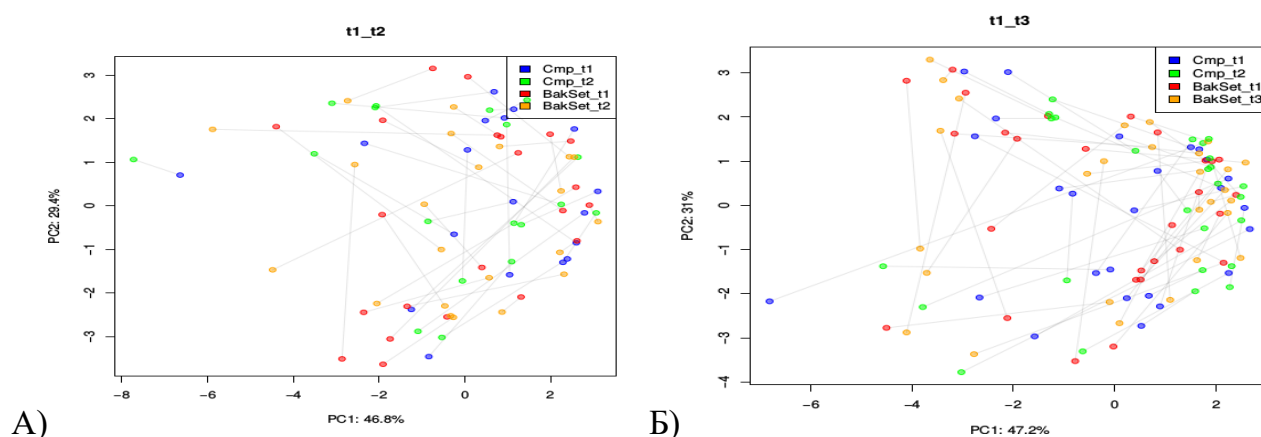 t1_t2
Cmp_t1
Cmp_t2
BakSet_t1
BakSet_t2
3
2
1
0
−1
−2
−3
PC2: 29.4%
−8
−6
−4
−2
0
2
PC1: 46.8%
А)
t1_t3
Cmp_t1
Cmp_t2
BakSet_t1
BakSet_t3
3
2
1
0
−1
−2
−3
−4
PC2: 31%
−6
−4
−2
0
2
PC1: 47.2%
Б)